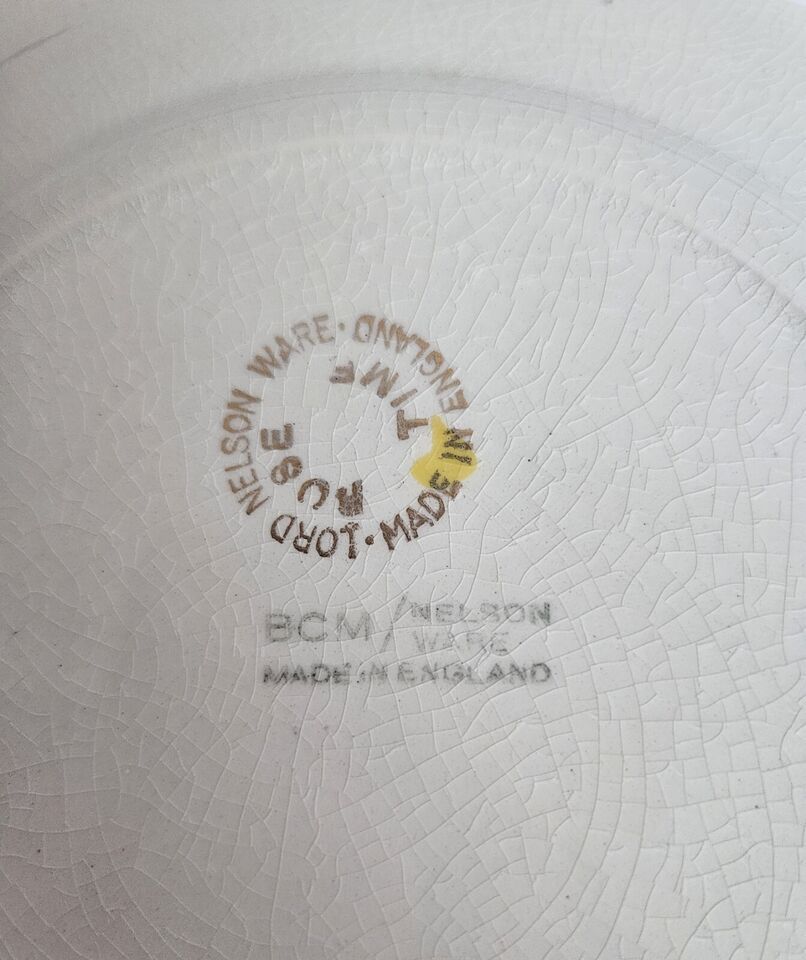 LORD NELSON WARE · MADE IN ENGLAND ·
ROSE TIME
BCM/NELSON WARE
MADE IN ENGLAND